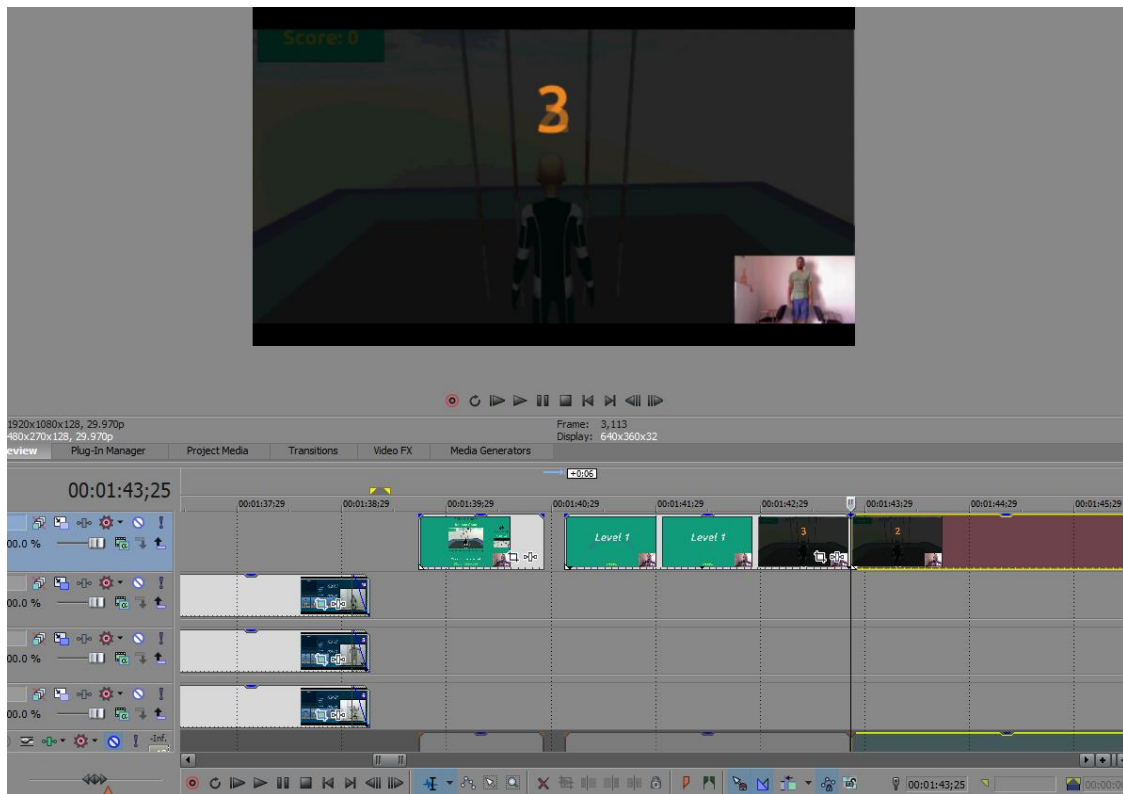 Score: 0
3
1920x1080x128, 29.970p
Frame: 3,113
480x270x128, 29.970p
Display: 640x360x32
eview Plug-In Manager Project Media Transitions Video FX Media Generators
+0:06
00:01:43;25
00:01:37;29 00:01:38;29 00:01:39;29 00:01:40;29 00:01:41;29 00:01:42;29 00:01:43;29 00:01:44;29 00:01:45;29
00.0 %
Level 1 Level 1 3 2
00.0 %
00.0 %
00.0 %
-Inf.
00:01:43;25